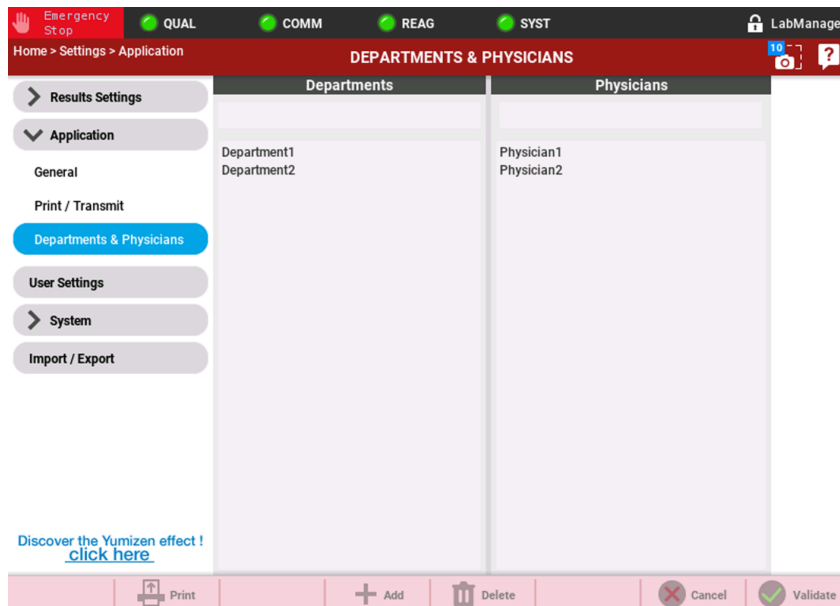 Emergency
Stop
QUAL
COMM
REAG
SYST
LabManage
Home > Settings > Application
DEPARTMENTS & PHYSICIANS
10
?
Results Settings
Application
General
Print / Transmit
Departments & Physicians
User Settings
System
Import / Export
Discover the Yumizen effect !
click here
Departments
Department1
Department2
Physicians
Physician1
Physician2
Print
Add
Delete
Cancel
Validate